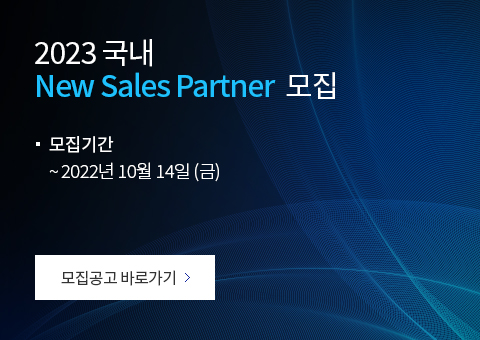 2023 국내
New Sales Partner 모집
▪ 모집기간
~ 2022년 10월 14일 (금)
모집공고 바로가기 >